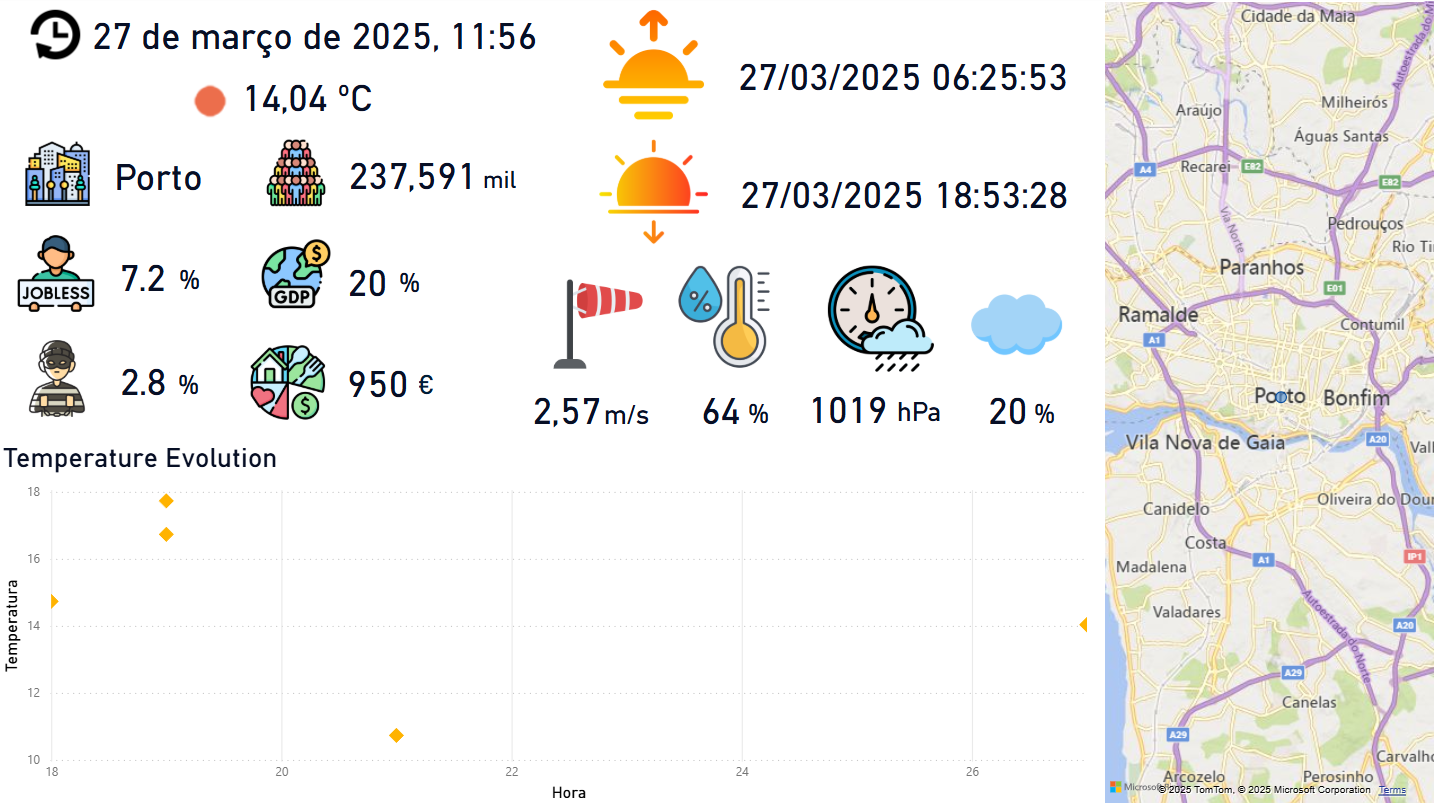 27 de março de 2025, 11:56
14,04 ºC
27/03/2025 06:25:53
Porto
237,591 mil
27/03/2025 18:53:28
JOBLESS
7.2 %
GDP
20 %
2.8 %
950 €
2,57 m/s
64 %
1019 hPa
20 %
Temperature Evolution
Temperatura
18
16
14
12
10
18
20
22
24
26
Hora
Cidade da Maia
Autoestrada do
Milheirós
Araújo
Águas Santas
Recarei
E82
A4
E82
Via Norte
Pedrouços
Rio Ti
Paranhos
E01
Ramalde
Contumil
A1
Porto
Bonfim
A20
Vila Nova de Gaia
Vall
Oliveira do Dour
Canidelo
Costa
A1
IP1
Madalena
Autoestrada do Norte
Valadares
A20
A29
Canelas
A29
Carvalho
Arcozelo
Perosinho
Microsoft
© 2025 TomTom, © 2025 Microsoft Corporation Terms